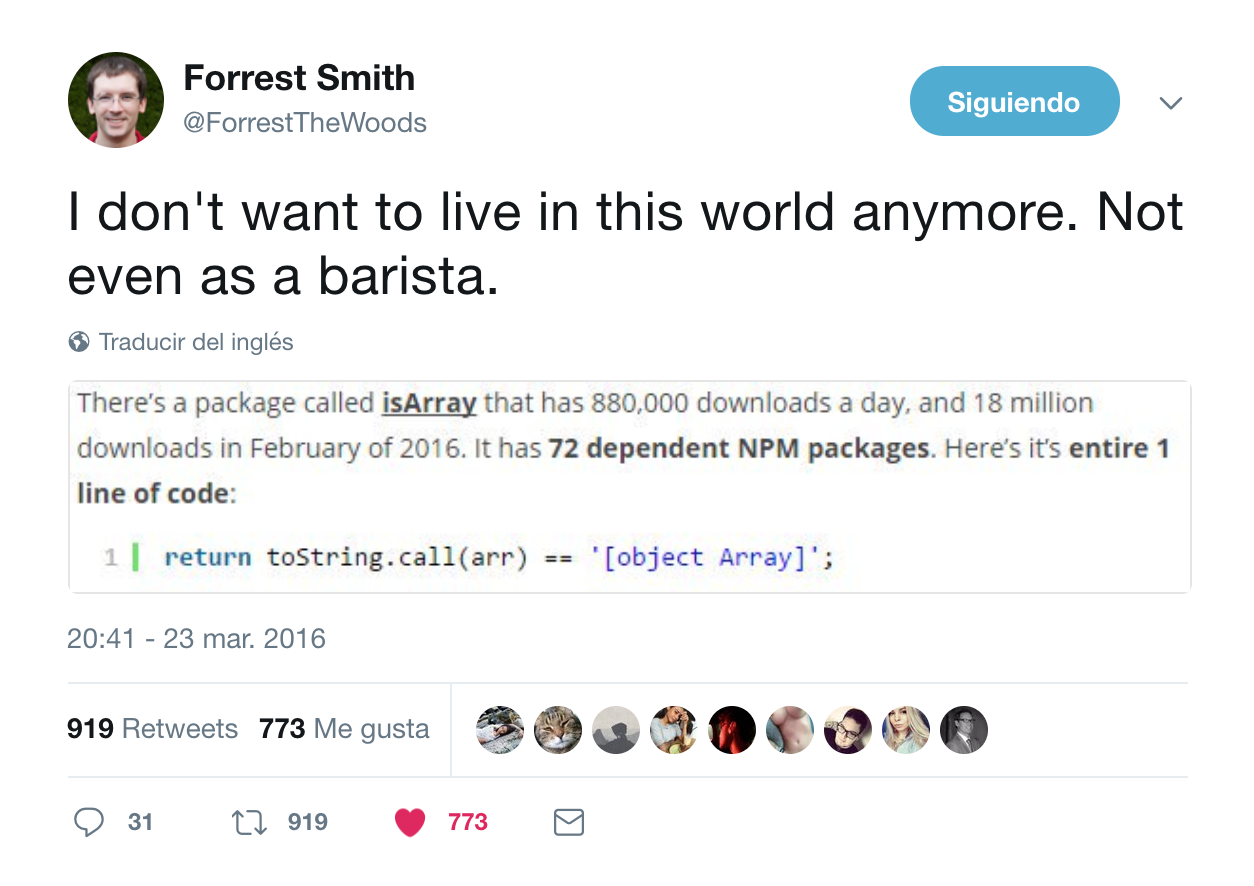 Forrest Smith
@ForrestTheWoods
Siguiendo
I don't want to live in this world anymore. Not
even as a barista.
Traducir del inglés
There's a package called isArray that has 880,000 downloads a day, and 18 million
downloads in February of 2016. It has 72 dependent NPM packages. Here's it's entire 1
line of code:
1 return toString.call(arr) == '[object Array]';
20:41 - 23 mar. 2016
919 Retweets 773 Me gusta
31 919 773